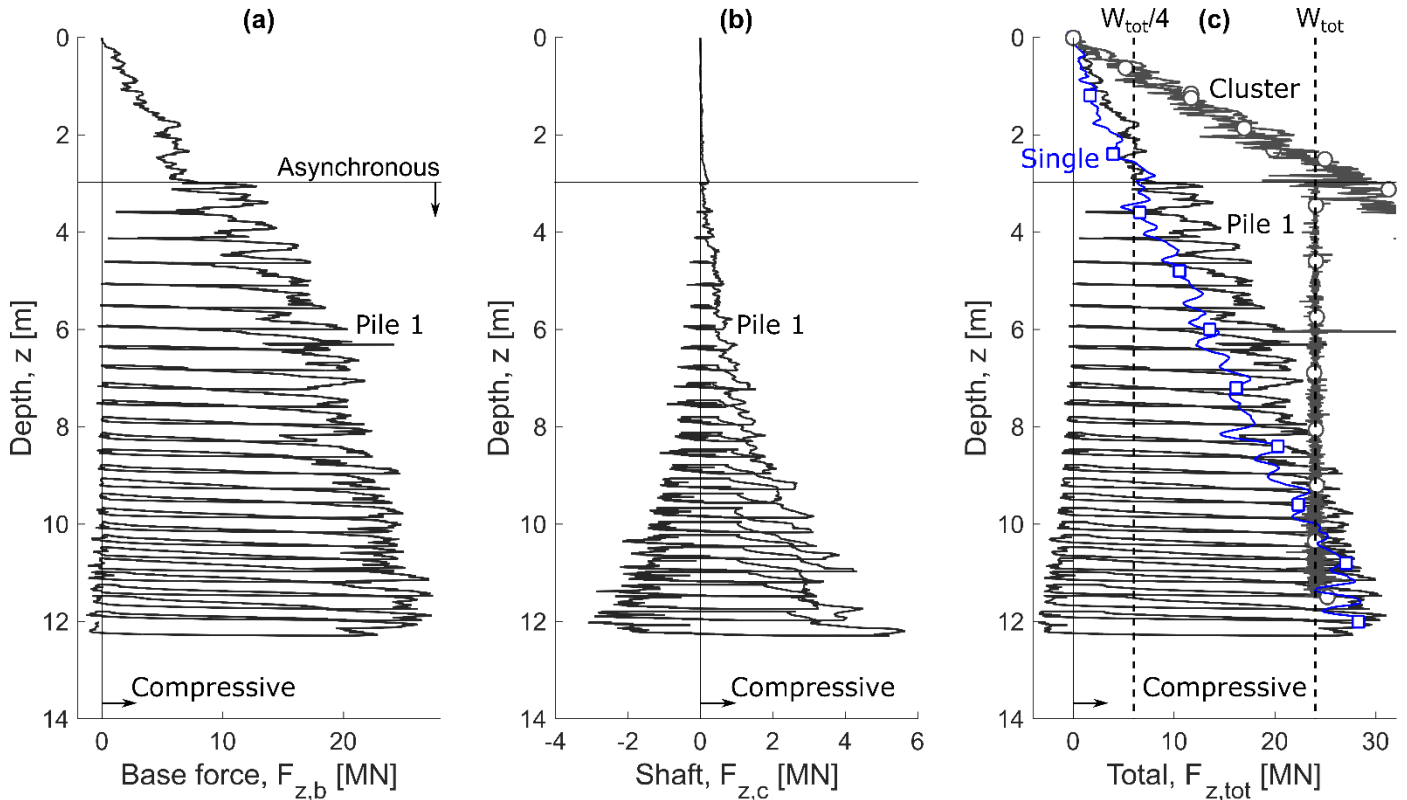 (a)
0
2
4
6
8
10
12
14
Depth, z [m]
Asynchronous
Pile 1
Compressive
0
10
20
Base force, F_z,b [MN]
(b)
0
2
4
6
8
10
12
14
Depth, z [m]
Pile 1
Compressive
-4
-2
0
2
4
6
Shaft, F_z,c [MN]
W_tot/4
(c)
W_tot
0
2
4
6
8
10
12
14
Depth, z [m]
Cluster
Single
Pile 1
Compressive
0
10
20
30
Total, F_z,tot [MN]